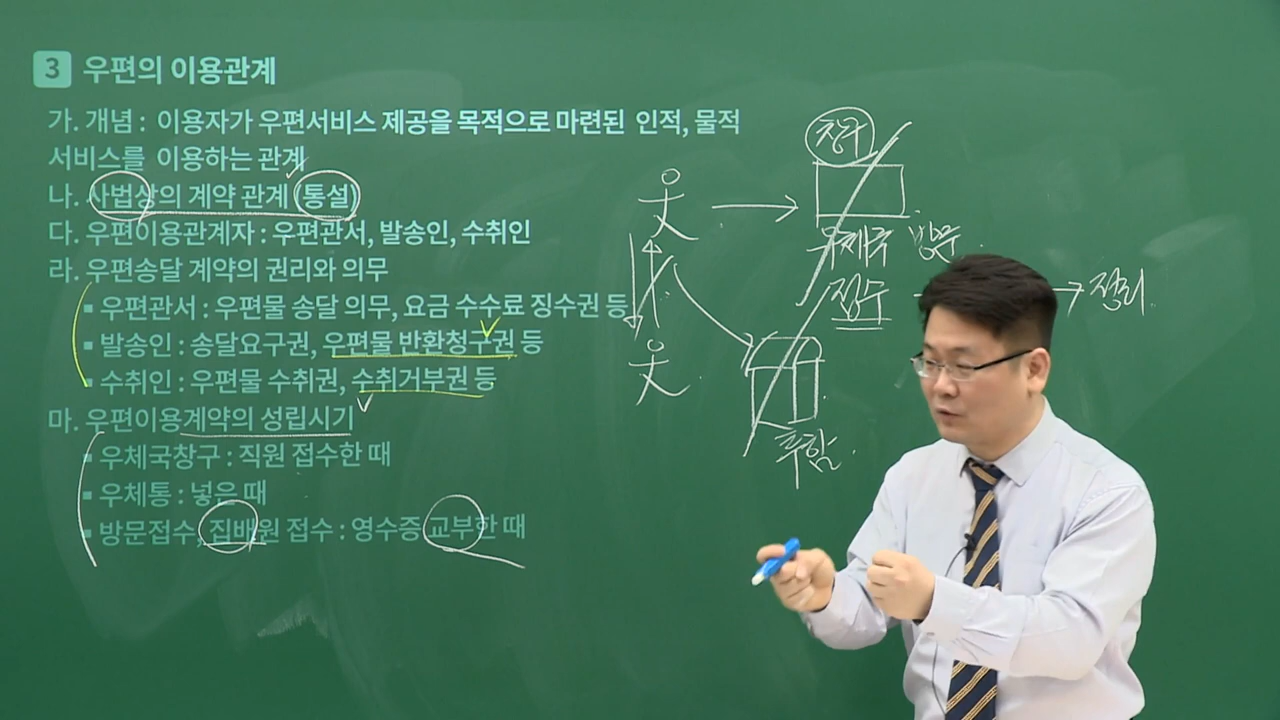 3 우편의 이용관계
가. 개념 : 이용자가 우편서비스 제공을 목적으로 마련된 인적, 물적
서비스를 이용하는 관계
나. 사법상의 계약 관계 (통설)
다. 우편이용관계자 : 우편관서, 발송인, 수취인
라. 우편송달 계약의 권리와 의무
▪ 우편관서 : 우편물 송달 의무, 요금 수수료 징수권 등
▪ 발송인 : 송달요구권, 우편물 반환청구권 등
▪ 수취인 : 우편물 수취권, 수취거부권 등
마. 우편이용계약의 성립시기
▪ 우체국창구 : 직원 접수한 때
▪ 우체통 : 넣은 때
▪ 방문접수, 집배원 접수 : 영수증 교부한 때
창구
방문
접수
투함